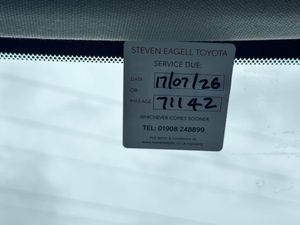 STEVEN EAGELL TOYOTA
SERVICE DUE:
DATE: 17/07/26
OR
MILEAGE: 71142
WHICHEVER COMES SOONER
TEL: 01908 248899